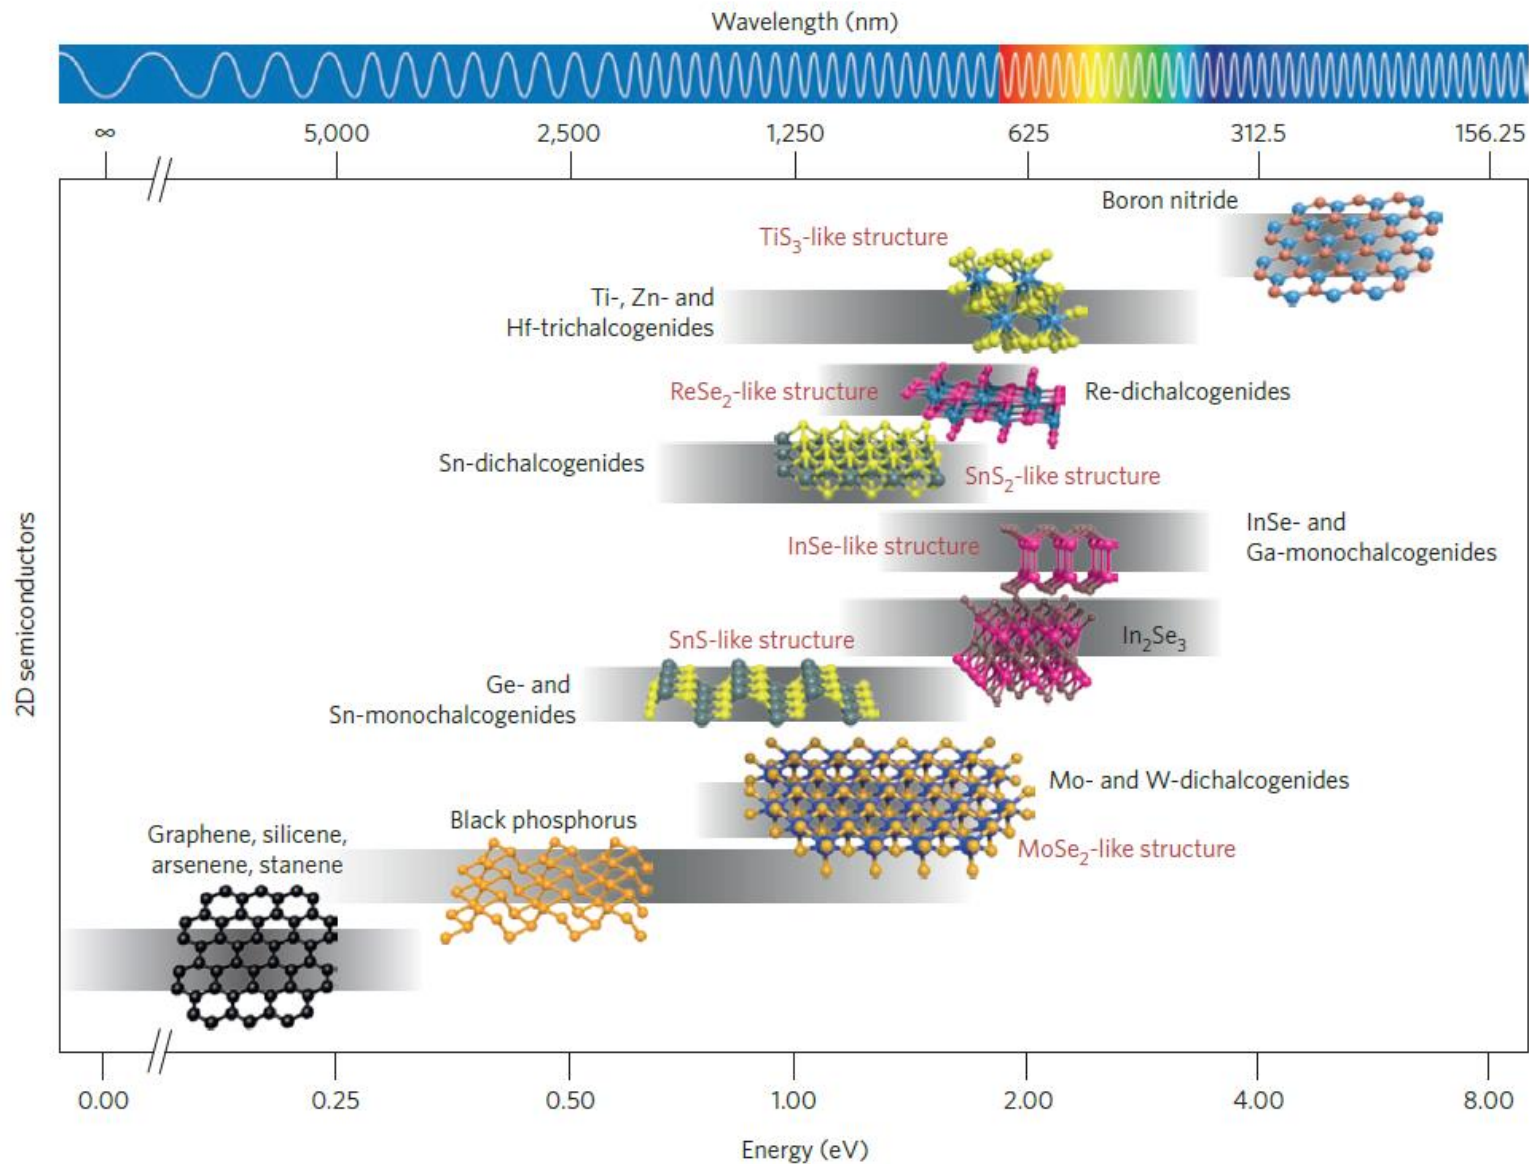 Wavelength (nm)
∞ 5,000 2,500 1,250 625 312.5 156.25
Boron nitride
TiS₃-like structure
Ti-, Zn- and
Hf-trichalcogenides
ReSe₂-like structure
Re-dichalcogenides
Sn-dichalcogenides
SnS₂-like structure
InSe- and
Ga-monochalcogenides
InSe-like structure
In₂Se₃
SnS-like structure
Ge- and
Sn-monochalcogenides
Mo- and W-dichalcogenides
MoSe₂-like structure
Black phosphorus
Graphene, silicene,
arsenene, stanene
2D semiconductors
0.00 0.25 0.50 1.00 2.00 4.00 8.00
Energy (eV)